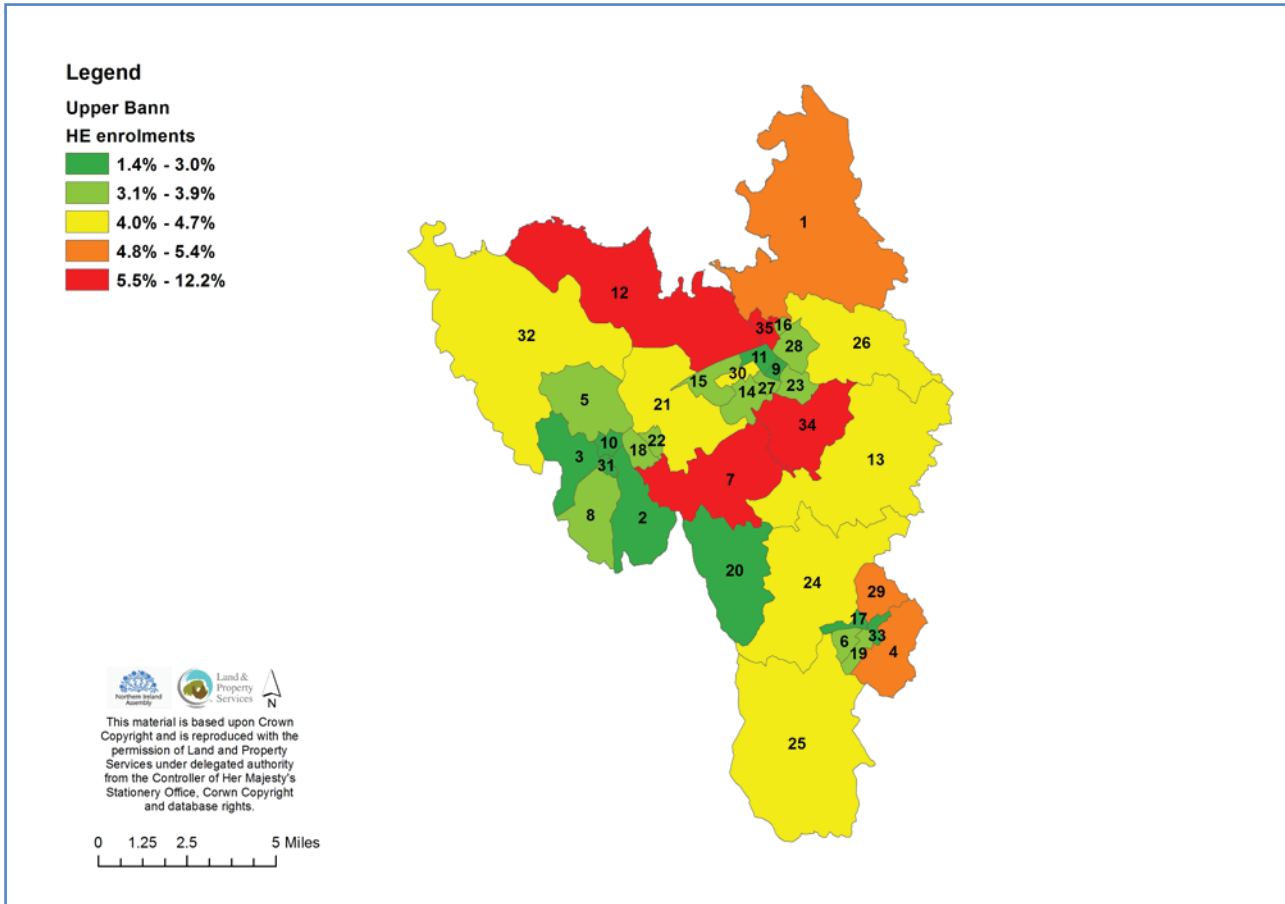 Legend
Upper Bann
HE enrolments
1.4% - 3.0%
3.1% - 3.9%
4.0% - 4.7%
4.8% - 5.4%
5.5% - 12.2%
1
12
32
35
16
28
26
11
9
30
15
14
27
23
5
21
34
13
10
18
22
3
31
7
8
2
20
24
29
17
6
33
19
4
25
Northern Ireland
Assembly
Land &
Property
Services
N
This material is based upon Crown
Copyright and is reproduced with the
permission of Land and Property
Services under delegated authority
from the Controller of Her Majesty's
Stationery Office, Corwn Copyright
and database rights.
0 1.25 2.5 5 Miles